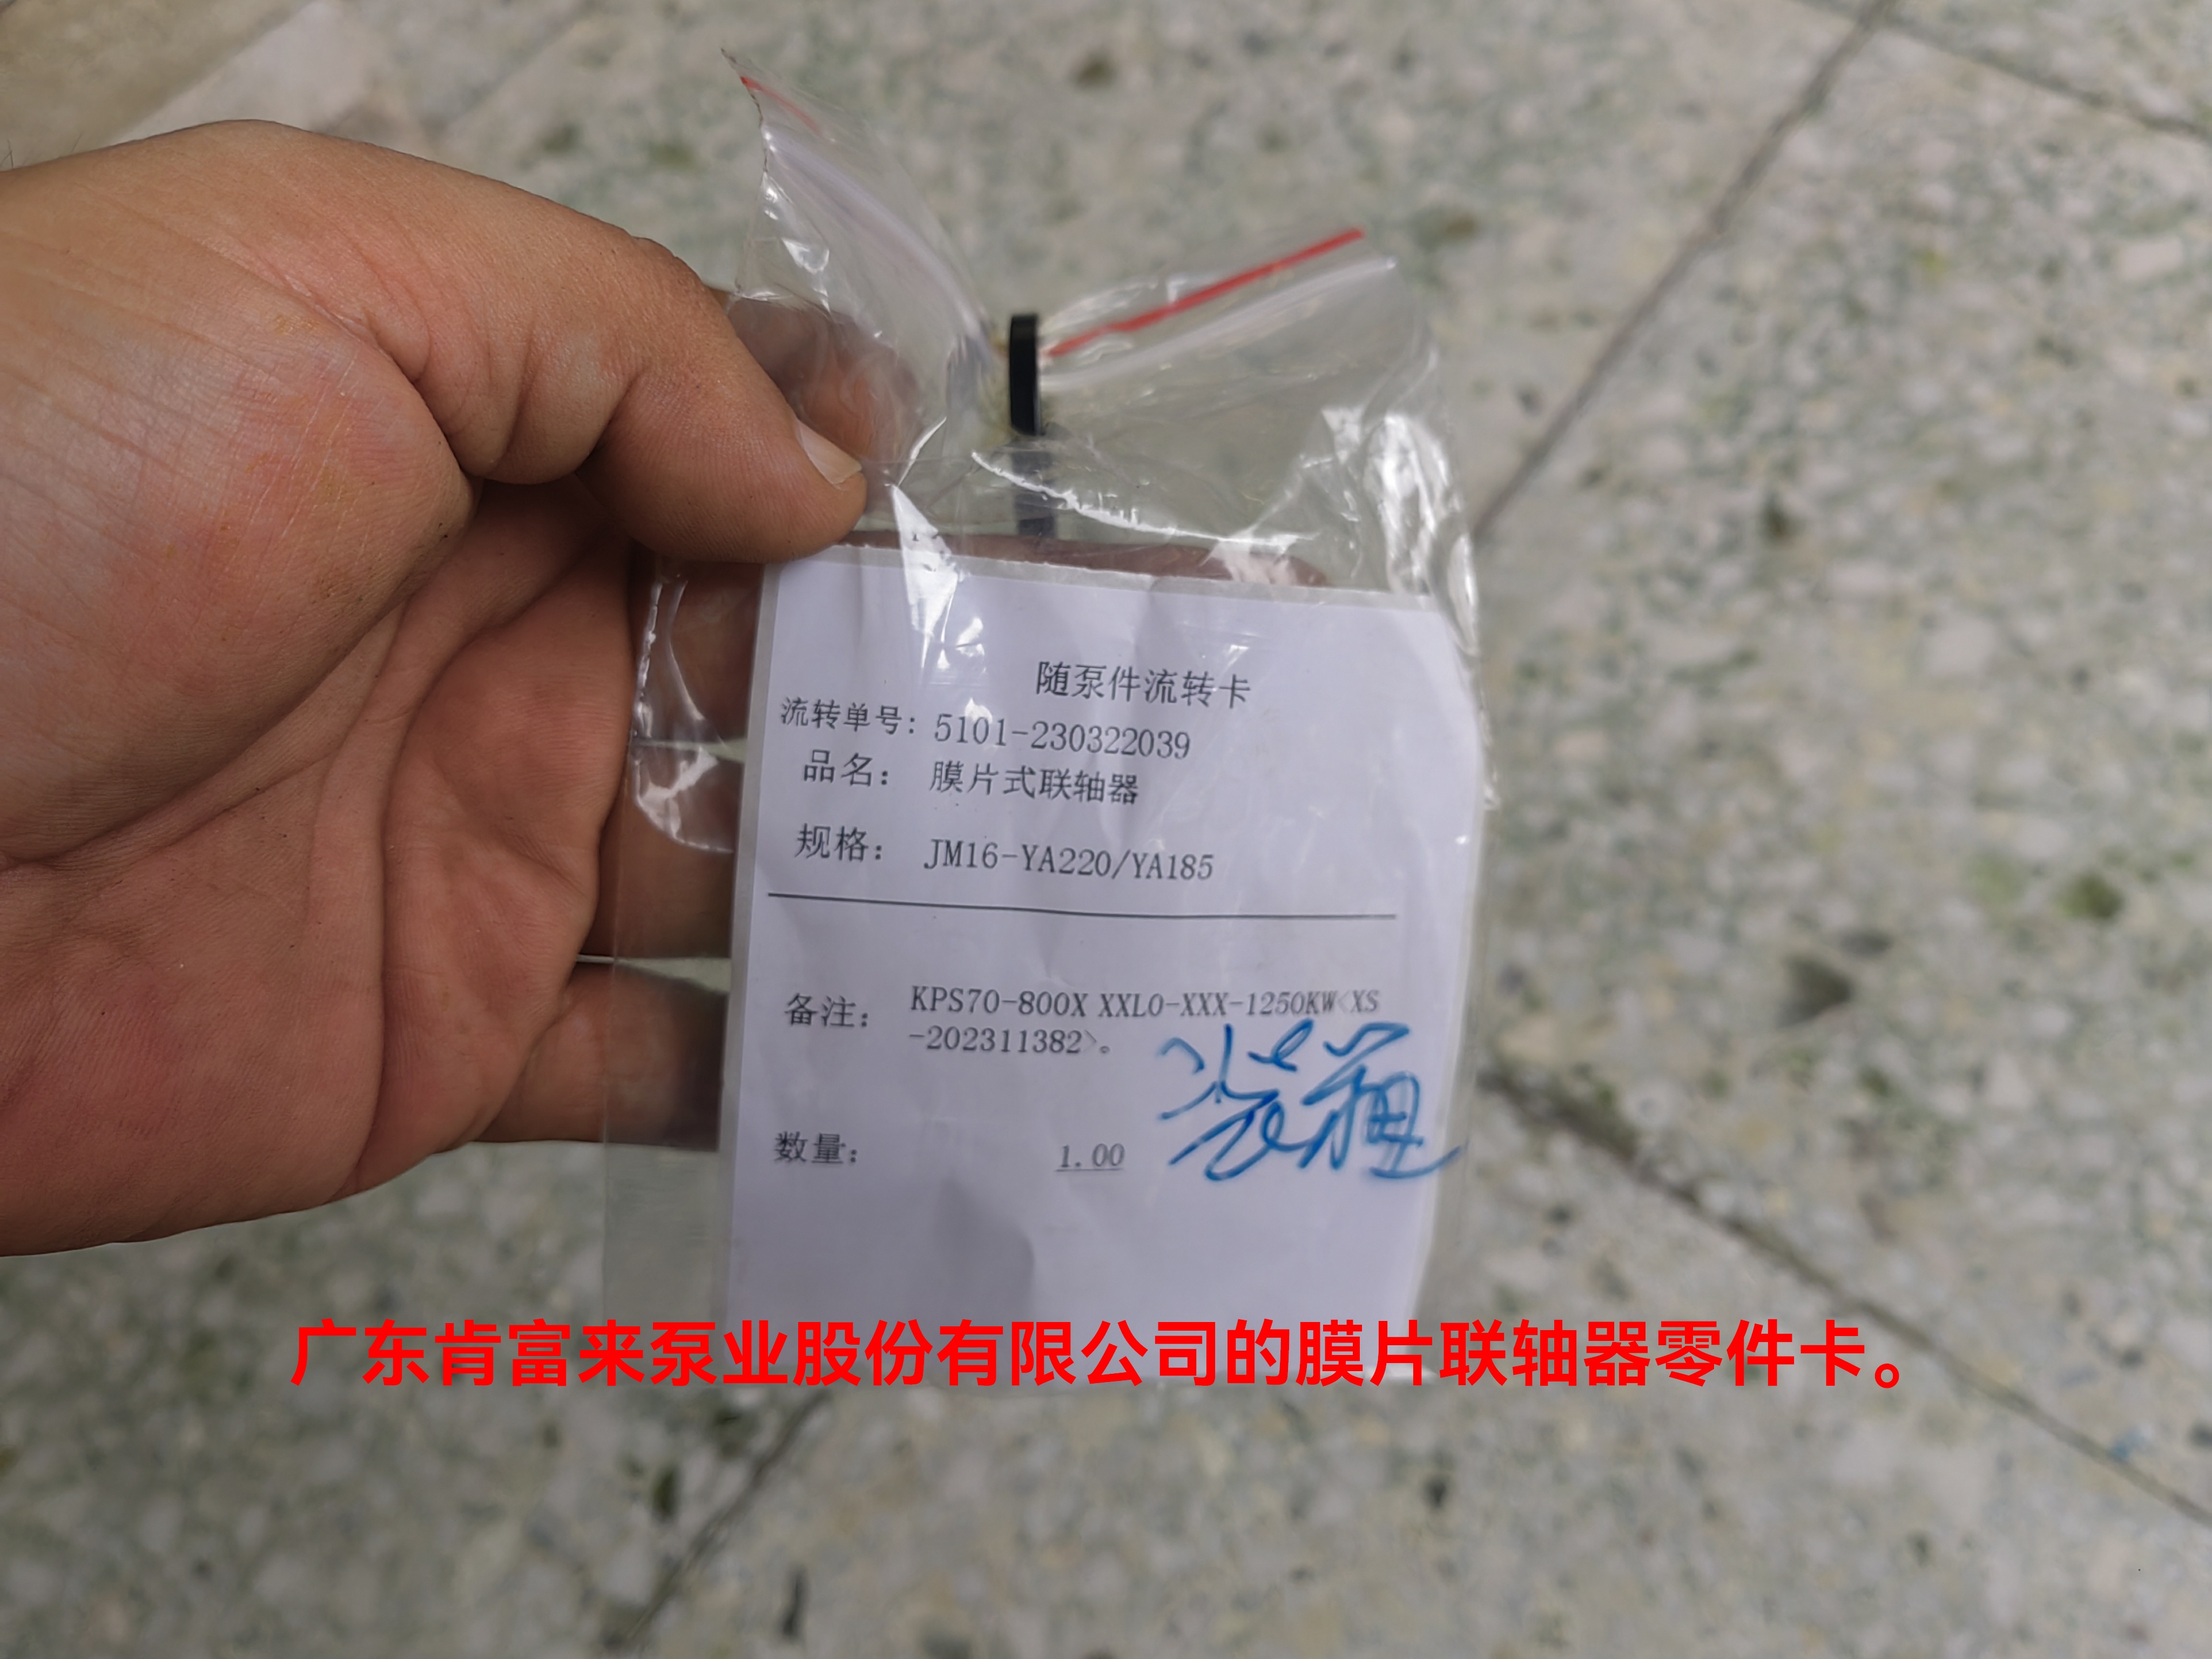 随泵件流转卡
流转单号：5101-230322039
品名：膜片式联轴器
规格：JM16-YA220/YA185
备注：KPS70-800X XXL0-XXX-1250KW<XS
-202311382>。
装箱
数量：1.00
广东肯富来泵业股份有限公司的膜片联轴器零件卡。